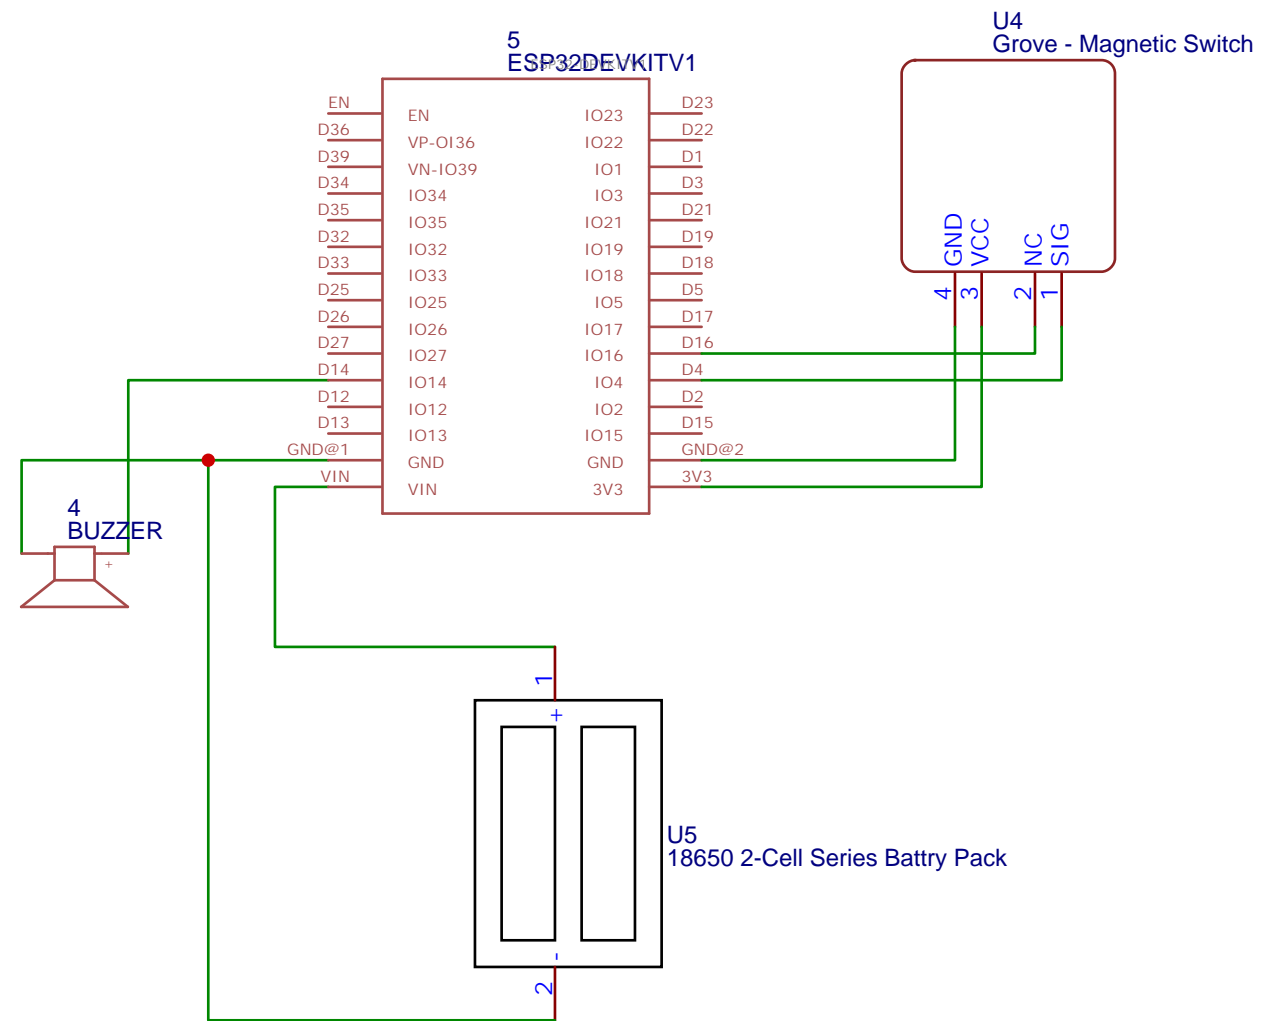 U4
Grove - Magnetic Switch
5
ESP32DEVKITV1
EN
D36
D39
D34
D35
D32
D33
D25
D26
D27
D14
D12
D13
GND@1
VIN
EN
VP-OI36
VN-IO39
IO34
IO35
IO32
IO33
IO25
IO26
IO27
IO14
IO12
IO13
GND
VIN
IO23
IO22
IO1
IO3
IO21
IO19
IO18
IO5
IO17
IO16
IO4
IO2
IO15
GND
3V3
D23
D22
D1
D3
D21
D19
D18
D5
D17
D16
D4
D2
D15
GND@2
3V3
GND
VCC
NC
SIG
4
3
2
1
4
BUZZER
+
1
+
-
2
U5
18650 2-Cell Series Battry Pack